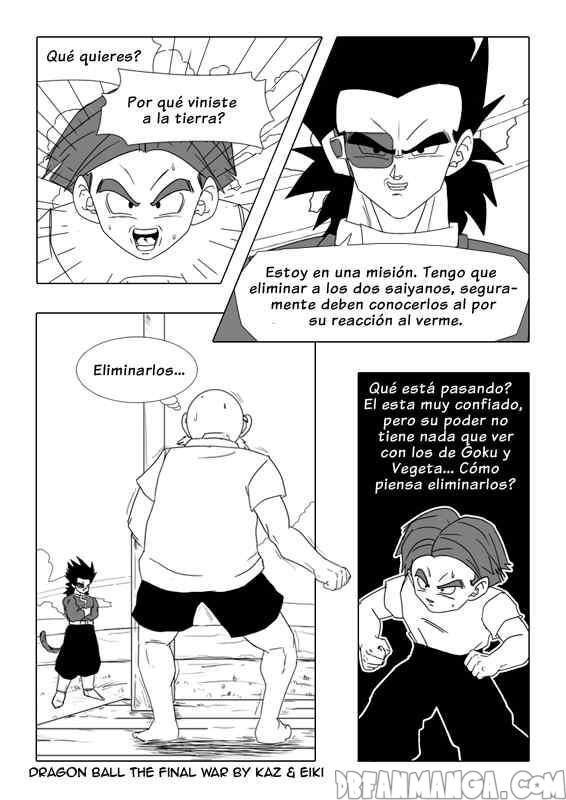 Qué quieres?
Por qué viniste
a la tierra?
Estoy en una misión. Tengo que
eliminar a los dos saiyanos, segura-
mente deben conocerlos al por
su reacción al verme.
Eliminarlos...
Qué está pasando?
El esta muy confiado,
pero su poder no
tiene nada que ver
con los de Goku y
Vegeta... Cómo
piensa eliminarlos?
DRAGON BALL THE FINAL WAR BY KAZ & EIKI
DBFANMANGA.COM